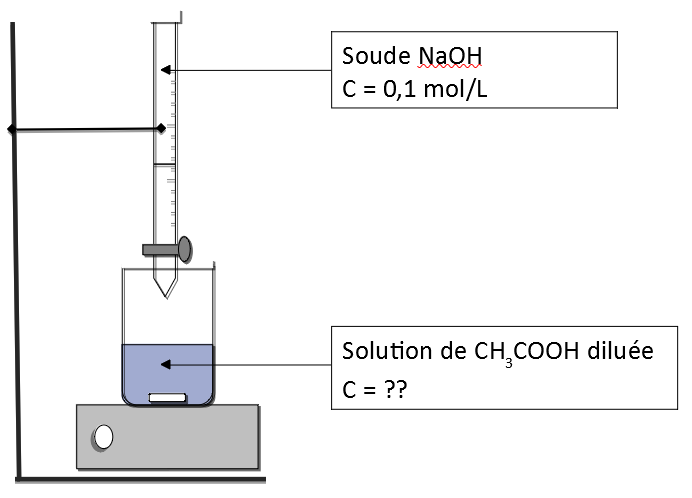 Soude NaOH
C = 0,1 mol/L
Solution de CH₃COOH diluée
C = ??